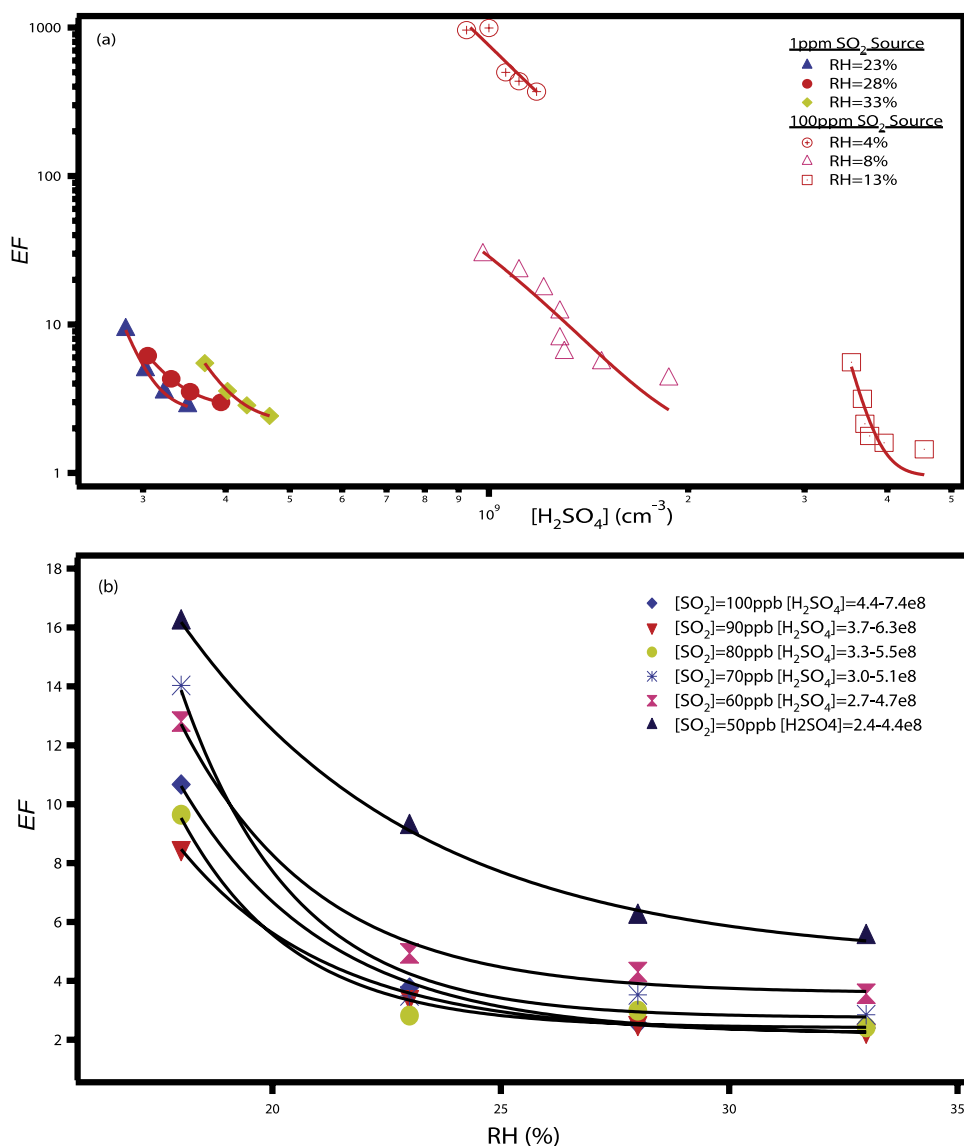 (a)
1000
100
10
1
EF
1ppm SO₂ Source
RH=23%
RH=28%
RH=33%
100ppm SO₂ Source
RH=4%
RH=8%
RH=13%
3 4 5 6 7 8 9 10⁹ 2 3 4 5
[H₂SO₄] (cm⁻³)
(b)
18
16
14
12
10
8
6
4
2
EF
[SO₂]=100ppb [H₂SO₄]=4.4-7.4e8
[SO₂]=90ppb [H₂SO₄]=3.7-6.3e8
[SO₂]=80ppb [H₂SO₄]=3.3-5.5e8
[SO₂]=70ppb [H₂SO₄]=3.0-5.1e8
[SO₂]=60ppb [H₂SO₄]=2.7-4.7e8
[SO₂]=50ppb [H2SO4]=2.4-4.4e8
20 25 30 35
RH (%)